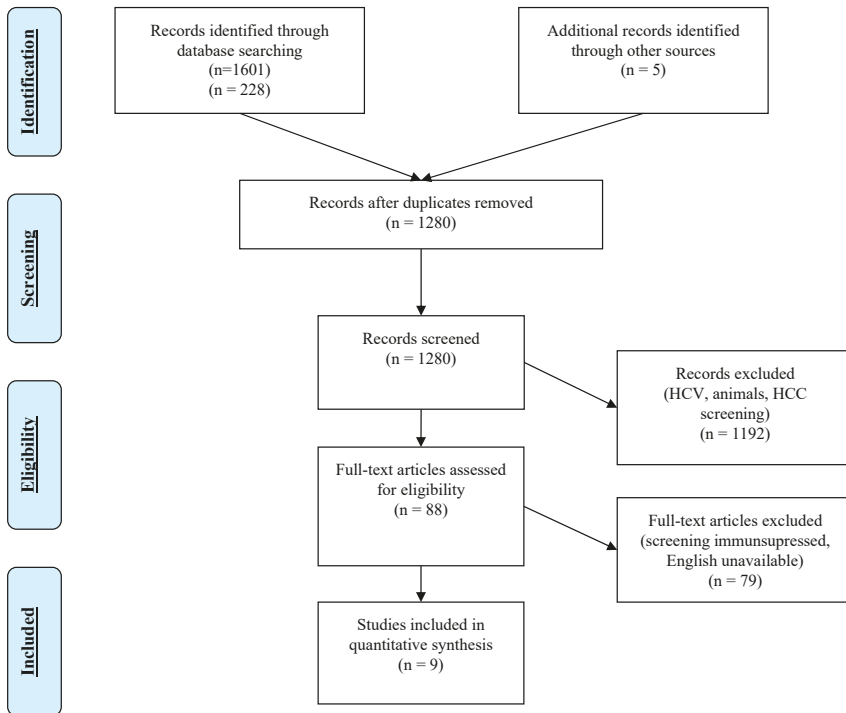 Identification
Records identified through
database searching
(n=1601)
(n = 228)
Additional records identified
through other sources
(n = 5)
Screening
Records after duplicates removed
(n = 1280)
Records screened
(n = 1280)
Records excluded
(HCV, animals, HCC
screening)
(n = 1192)
Eligibility
Full-text articles assessed
for eligibility
(n = 88)
Full-text articles excluded
(screening immunsupressed,
English unavailable)
(n = 79)
Included
Studies included in
quantitative synthesis
(n = 9)